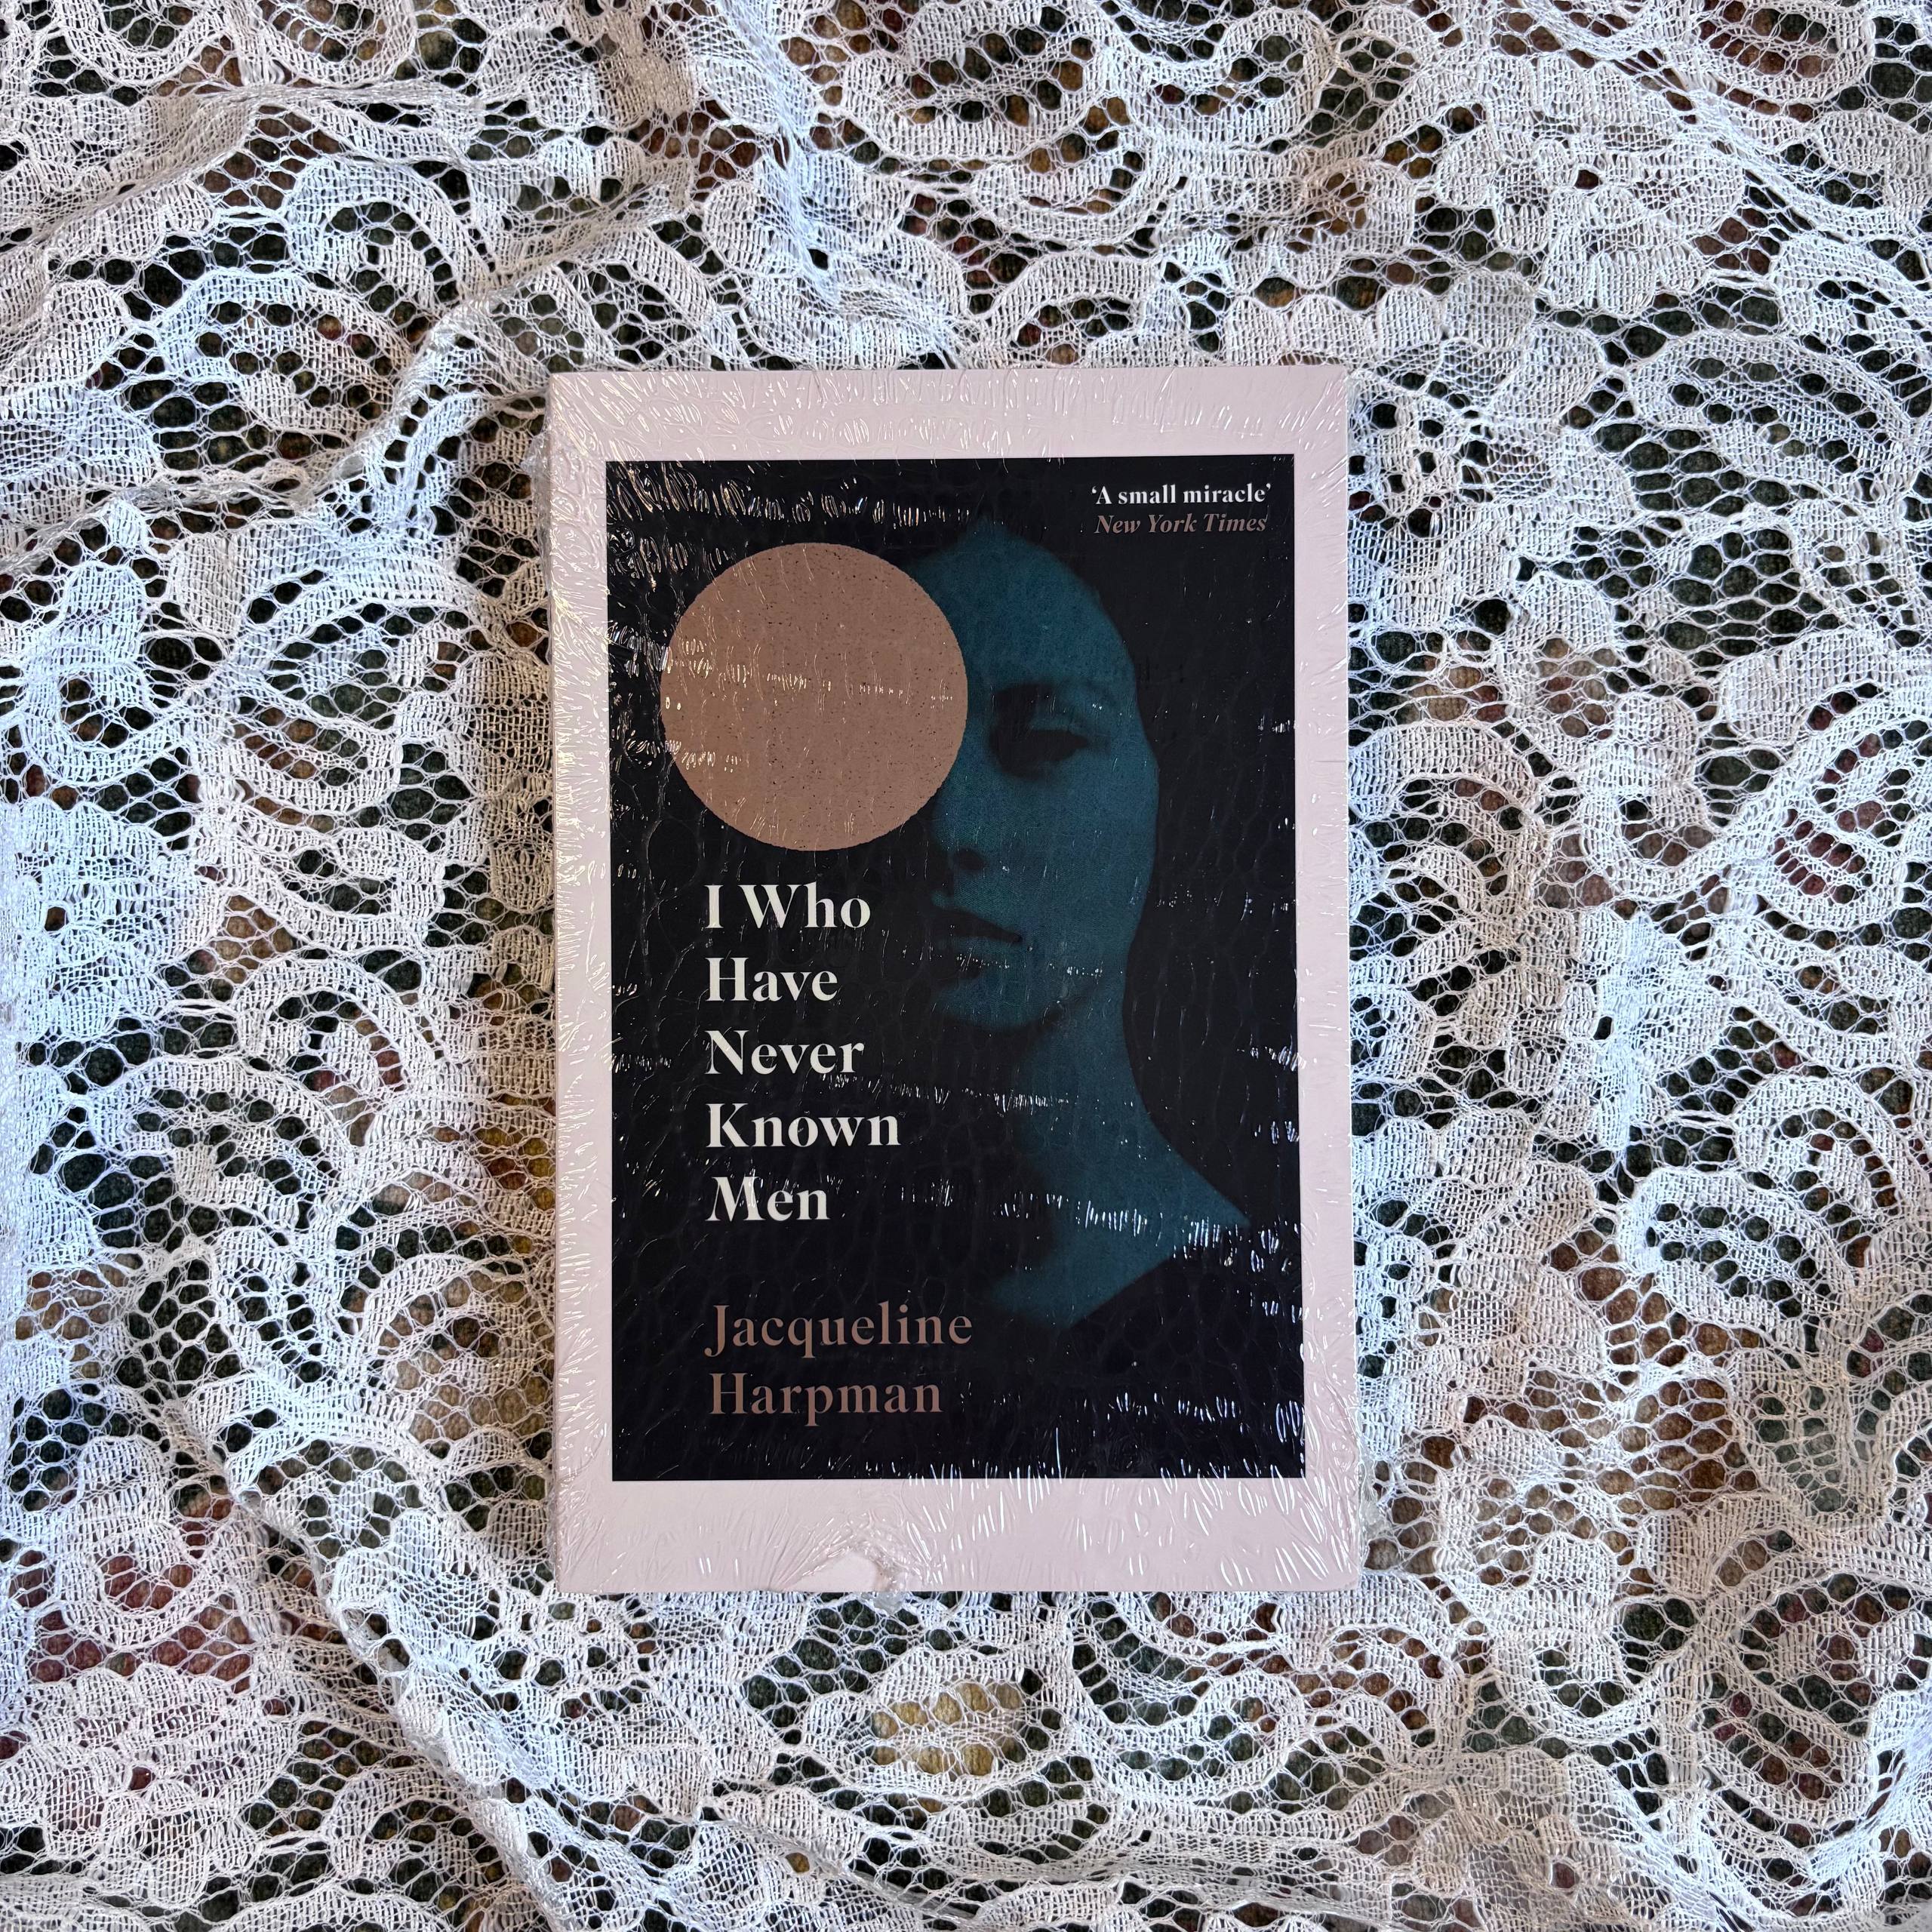 ‘A small miracle’
New York Times
I Who
Have
Never
Known
Men
Jacqueline
Harpman